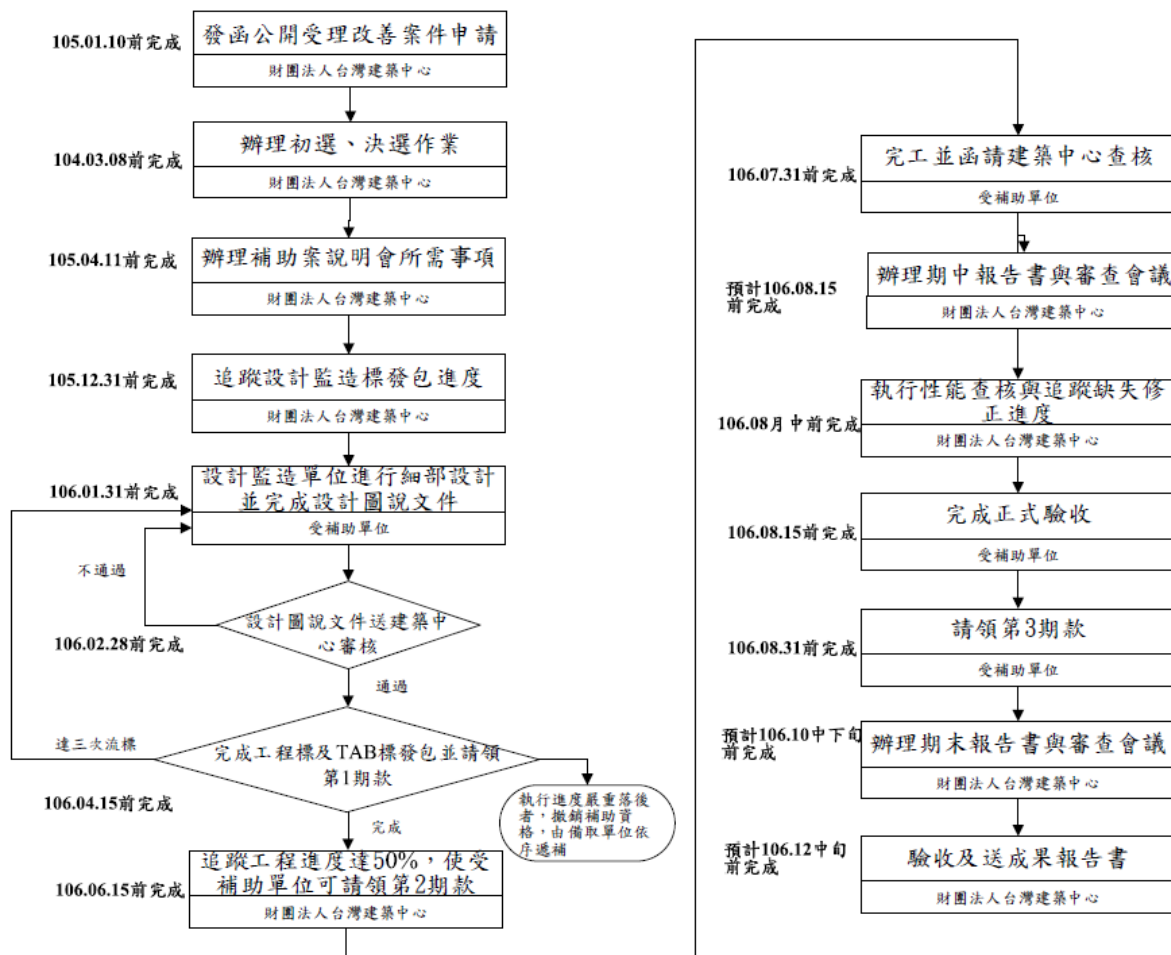 105.01.10前完成
發函公開受理改善案件申請
財團法人台灣建築中心
104.03.08前完成
辦理初選、決選作業
財團法人台灣建築中心
105.04.11前完成
辦理補助案說明會所需事項
財團法人台灣建築中心
105.12.31前完成
追蹤設計監造標發包進度
財團法人台灣建築中心
106.01.31前完成
設計監造單位進行細部設計
並完成設計圖說文件
受補助單位
不通過
設計圖說文件送建築中
心審核
106.02.28前完成
通過
達三次流標
完成工程標及TAB標發包並請領
第1期款
106.04.15前完成
執行進度嚴重落後
者，撤銷補助資
格，由備取單位依
序遞補
完成
追蹤工程進度達50%，使受
補助單位可請領第2期款
106.06.15前完成
財團法人台灣建築中心
完工並函請建築中心查核
106.07.31前完成
受補助單位
辦理期中報告書與審查會議
預計106.08.15
前完成
財團法人台灣建築中心
執行性能查核與追蹤缺失修
正進度
106.08月中前完成
財團法人台灣建築中心
完成正式驗收
106.08.15前完成
受補助單位
請領第3期款
106.08.31前完成
受補助單位
預計106.10中下旬
前完成
辦理期末報告書與審查會議
財團法人台灣建築中心
預計106.12中旬
前完成
驗收及送成果報告書
財團法人台灣建築中心